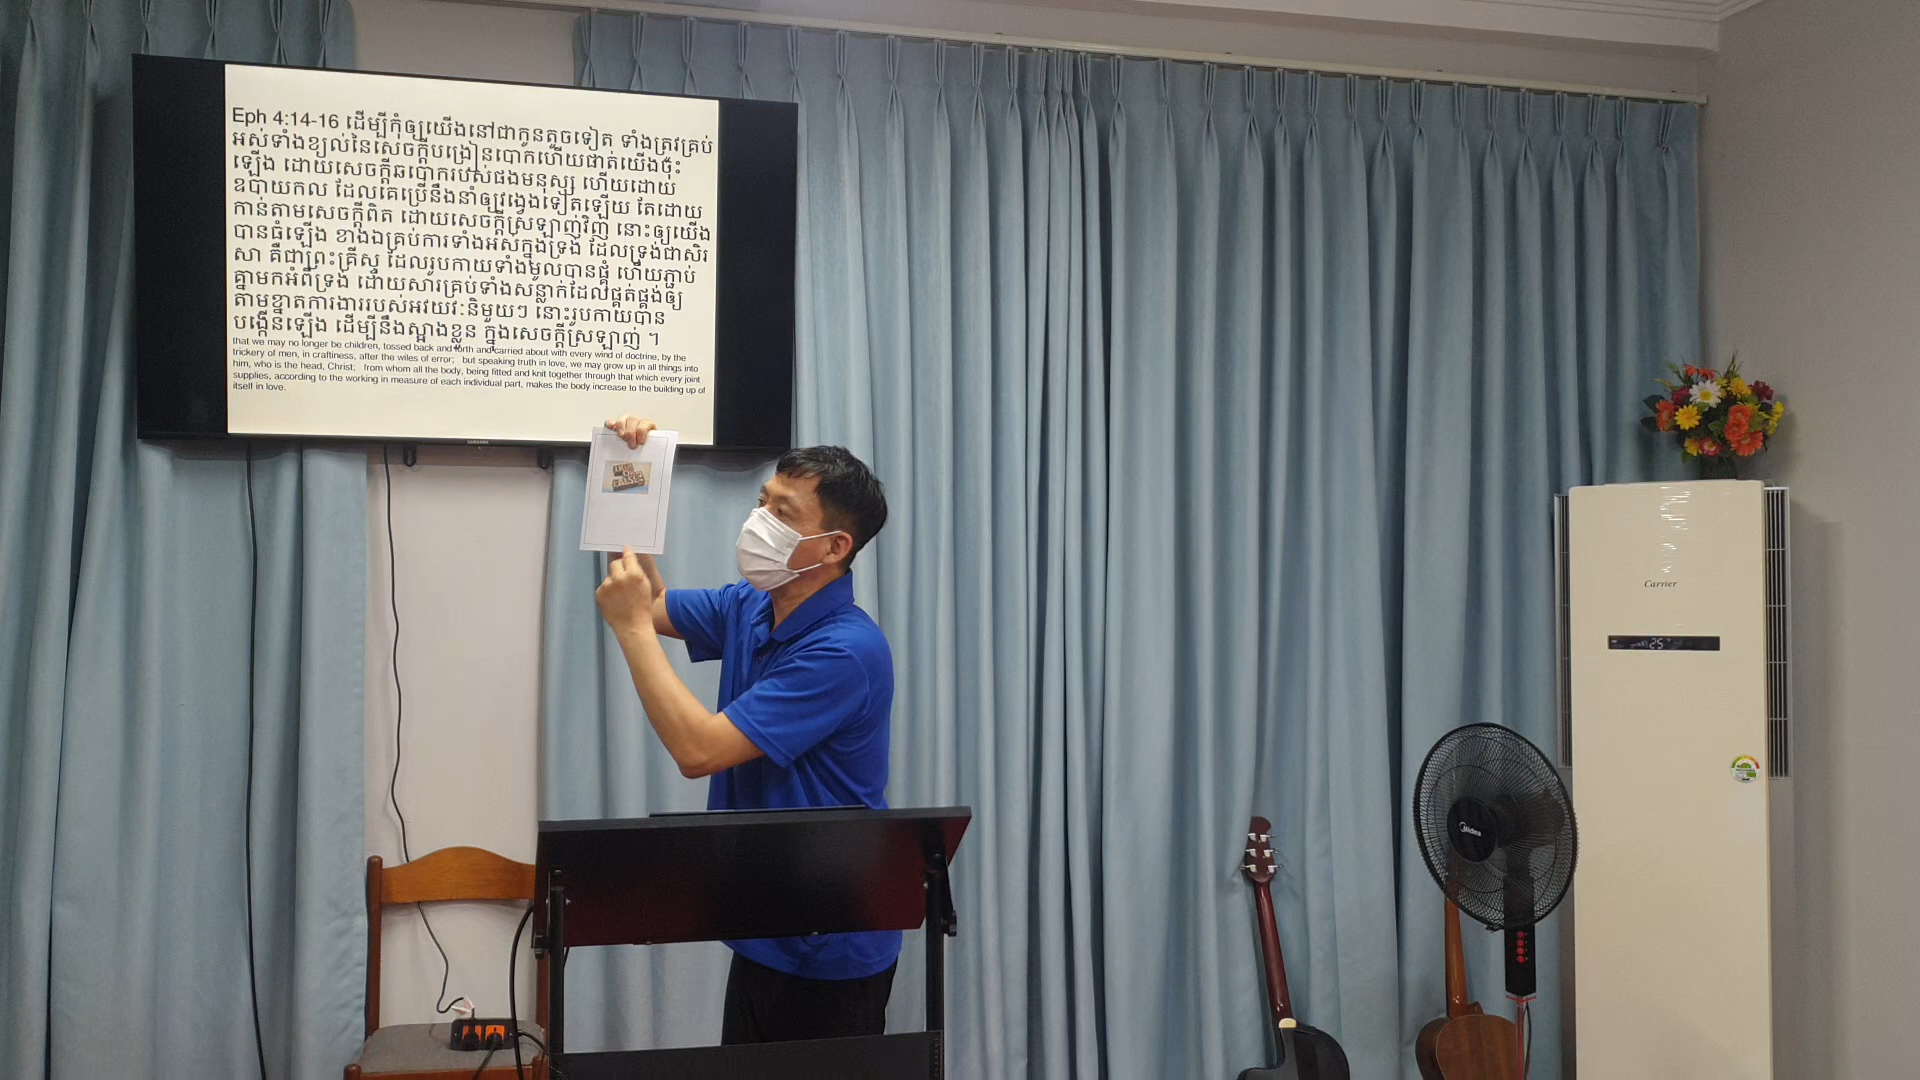 Eph 4:14-16 ដើម្បីកុំឲ្យយើងនៅជាកូនតូចទៀត ទាំងត្រូវគ្រប់
អស់ទាំងខ្យល់នៃសេចក្ដីបង្រៀនបោកហើយផាត់យើងចុះ
ឡើង ដោយសេចក្ដីឆបោករបស់ផងមនុស្ស ហើយដោយ
ឧបាយកល ដែលគេប្រើនឹងនាំឲ្យវង្វេងទៀតឡើយ តែដោយ
កាន់តាមសេចក្ដីពិត ដោយសេចក្ដីស្រឡាញ់វិញ នោះឲ្យយើង
បានធំឡើង ខាងឯគ្រប់ការទាំងអស់ក្នុងទ្រង់ ដែលទ្រង់ជាសិរ
សា គឺជាព្រះគ្រីស្ទ ដែលរូបកាយទាំងមូលបានផ្គុំ ហើយភ្ជាប់
គ្នាមកអំពីទ្រង់ ដោយសារគ្រប់ទាំងសន្លាក់ដែលផ្គត់ផ្គង់ឲ្យ
តាមខ្នាតការងាររបស់អវយវៈនិមួយៗ នោះរូបកាយបាន
បង្កើនឡើង ដើម្បីនឹងស្អាងខ្លួន ក្នុងសេចក្ដីស្រឡាញ់ ។
that we may no longer be children, tossed back and forth and carried about with every wind of doctrine, by the
trickery of men, in craftiness, after the wiles of error; but speaking truth in love, we may grow up in all things into
him, who is the head, Christ; from whom all the body, being fitted and knit together through that which every joint
supplies, according to the working in measure of each individual part, makes the body increase to the building up of
itself in love.
SAMSUNG
Carrier
25
Midea